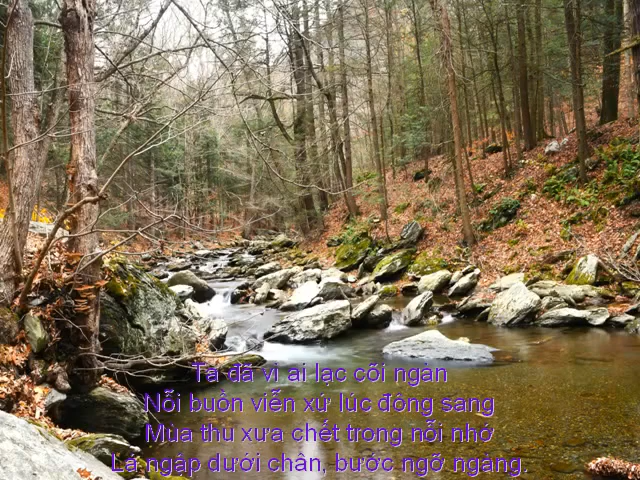 Ta đã vì ai lạc cõi ngàn
Nỗi buồn viễn xứ lúc đông sang
Mùa thu xưa chết trong nỗi nhớ
Lá ngập dưới chân, bước ngỡ ngàng.